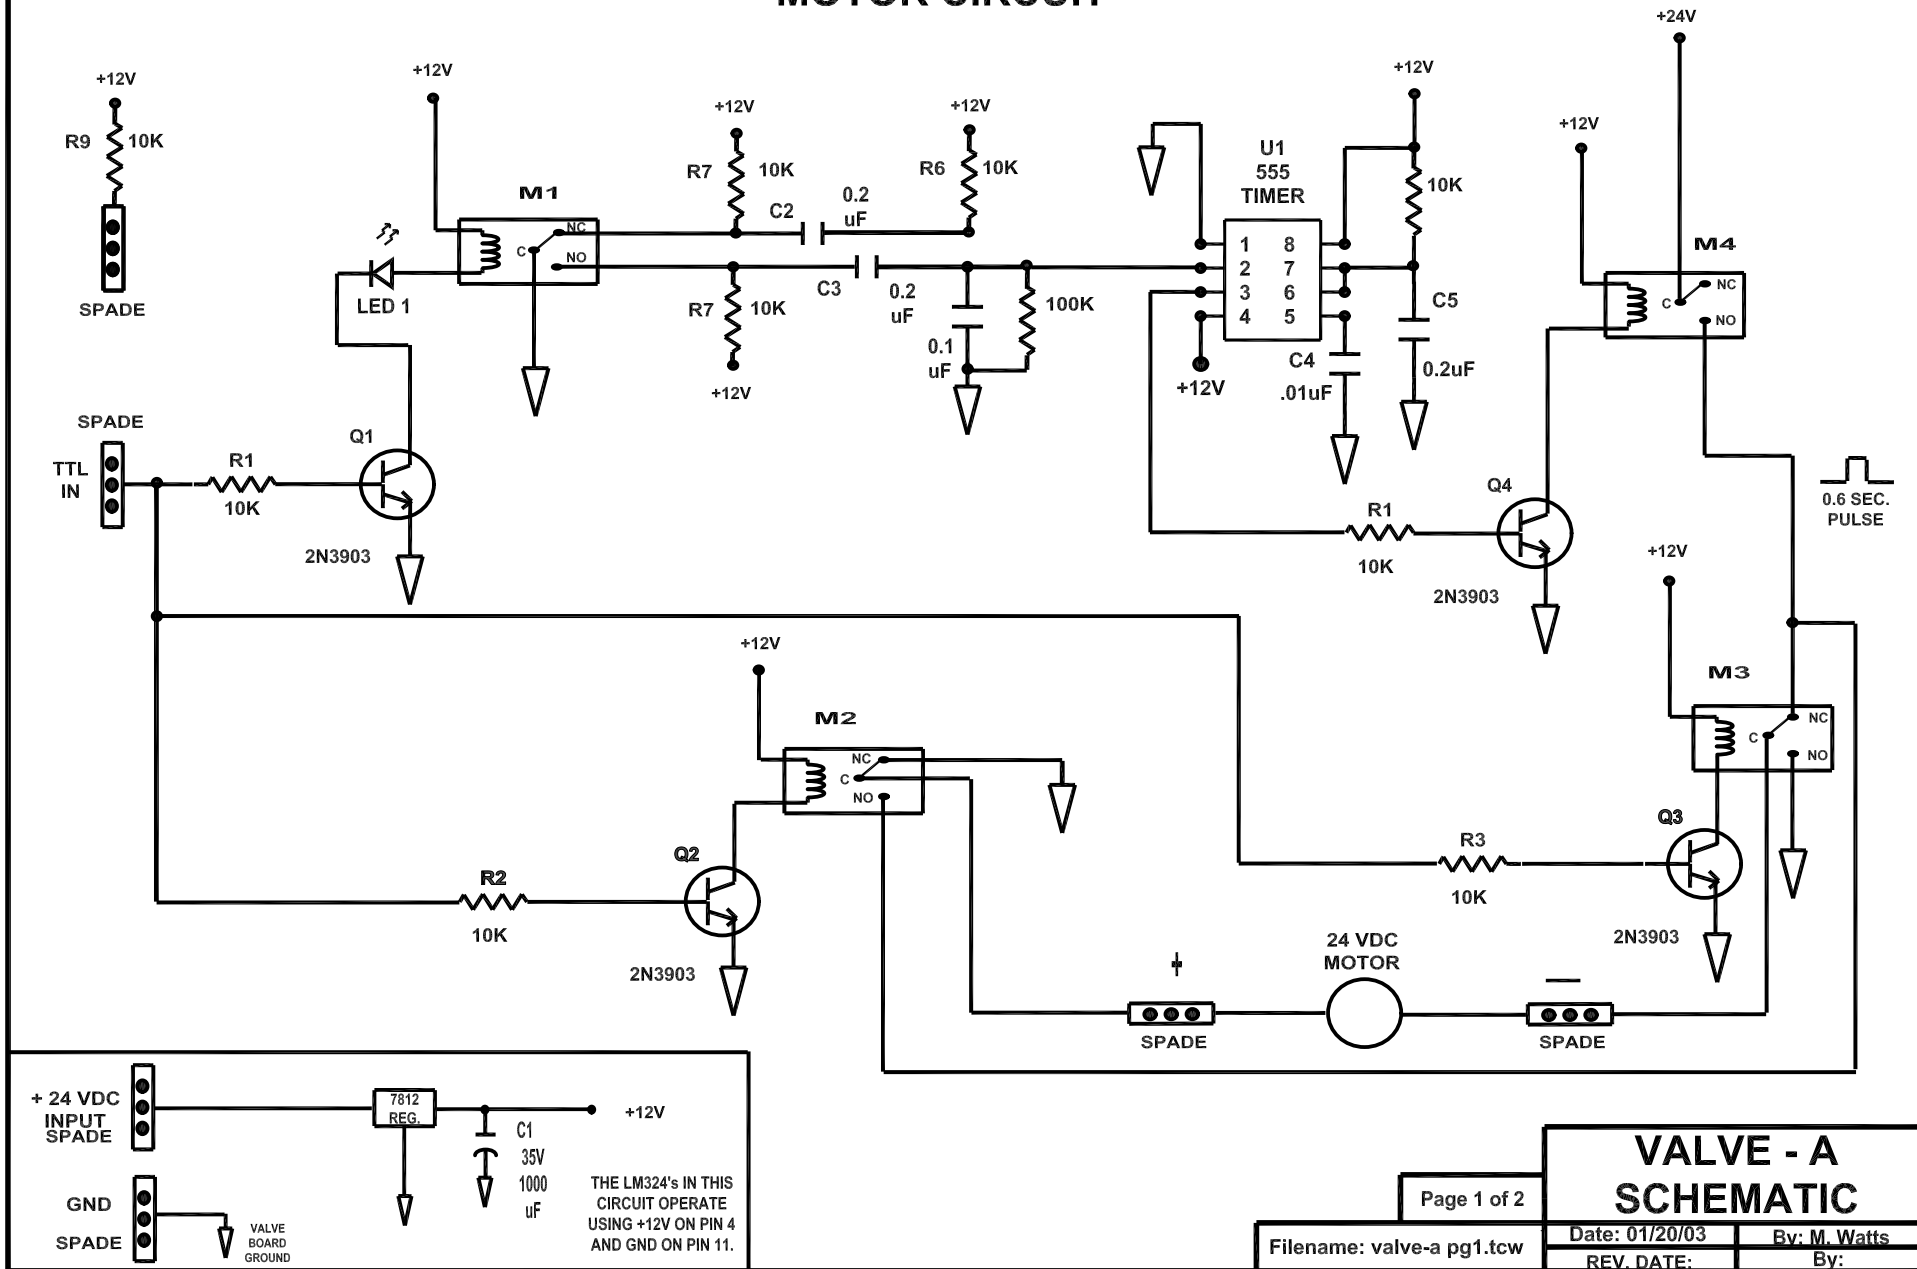 MOTOR CIRCUIT
+24V
+12V
R9
10K
SPADE
+12V
M1
NC
C
NO
LED 1
+12V
R7
10K
C2
0.2
uF
+12V
R6
10K
R7
10K
+12V
C3
0.2
uF
0.1
uF
100K
U1
555
TIMER
1 8
2 7
3 6
4 5
+12V
+12V
10K
C5
0.2uF
C4
.01uF
+12V
M4
NC
C
NO
SPADE
TTL
IN
R1
10K
Q1
2N3903
R1
10K
Q4
2N3903
0.6 SEC.
PULSE
+12V
M3
NC
C
NO
+12V
M2
NC
C
NO
Q2
R2
10K
2N3903
Q3
R3
10K
2N3903
24 VDC
MOTOR
+
—
SPADE
SPADE
+ 24 VDC
INPUT
SPADE
7812
REG.
+12V
C1
35V
1000
uF
GND
SPADE
VALVE
BOARD
GROUND
THE LM324's IN THIS
CIRCUIT OPERATE
USING +12V ON PIN 4
AND GND ON PIN 11.
VALVE - A
SCHEMATIC
Page 1 of 2
Filename: valve-a pg1.tcw
Date: 01/20/03
By: M. Watts
REV. DATE:
By: